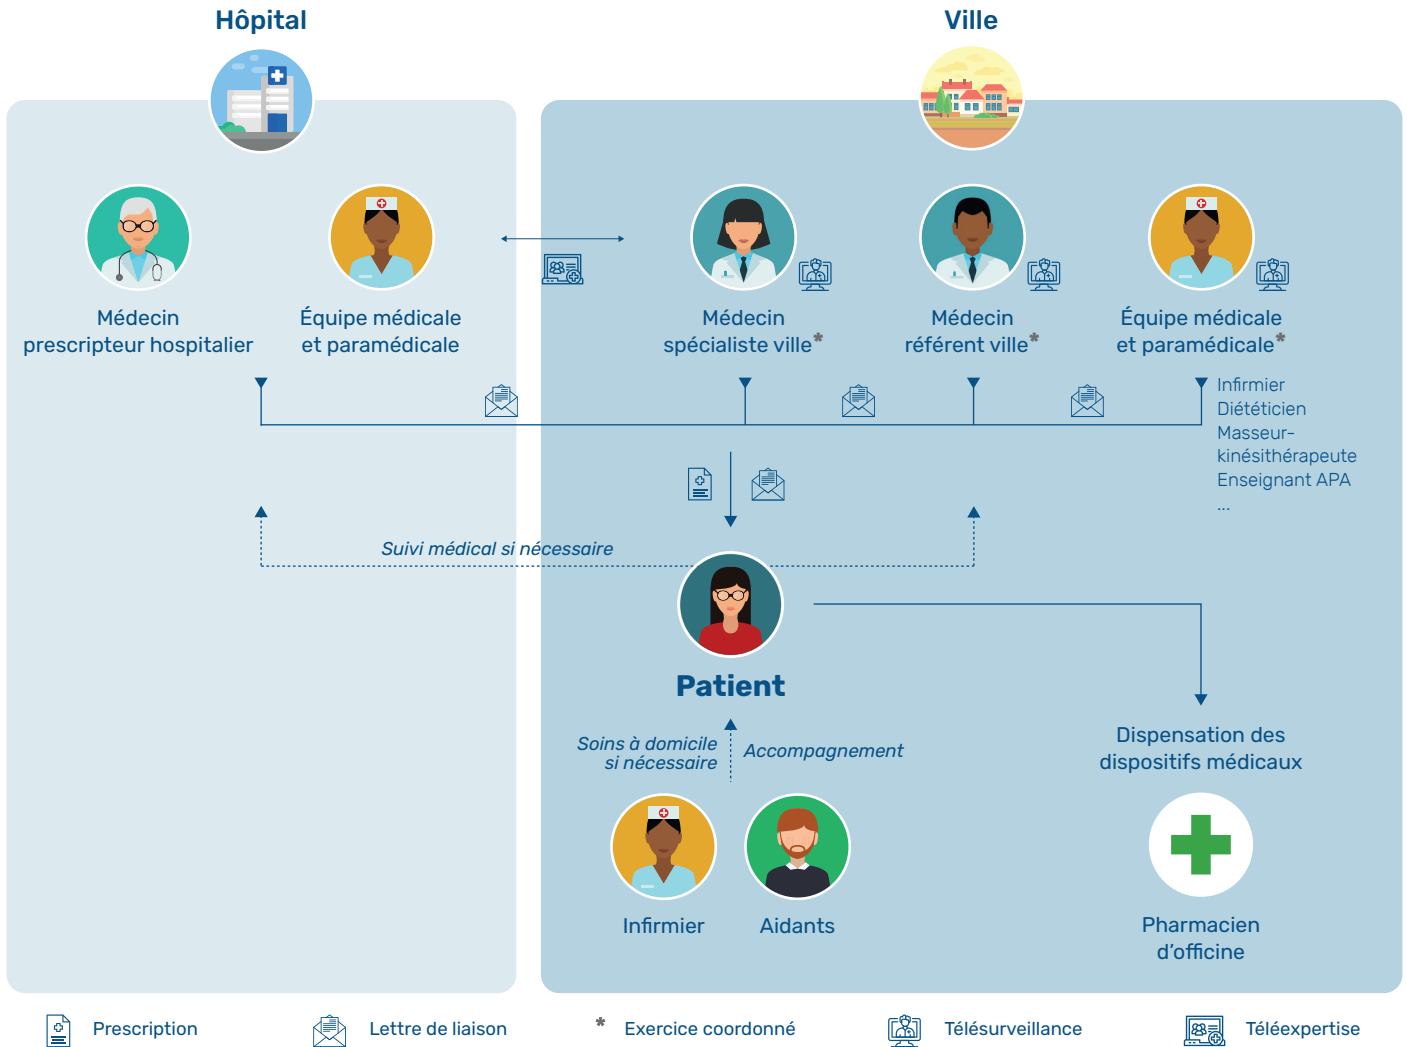 Hôpital
Ville
Médecin
prescripteur hospitalier
Équipe médicale
et paramédicale
Médecin
spécialiste ville*
Médecin
référent ville*
Équipe médicale
et paramédicale*
Infirmier
Diététicien
Masseur-
kinésithérapeute
Enseignant APA
...
Suivi médical si nécessaire
Patient
Soins à domicile
si nécessaire
Accompagnement
Dispensation des
dispositifs médicaux
Infirmier
Aidants
Pharmacien
d'officine
Prescription
Lettre de liaison
* Exercice coordonné
Télésurveillance
Téléexpertise